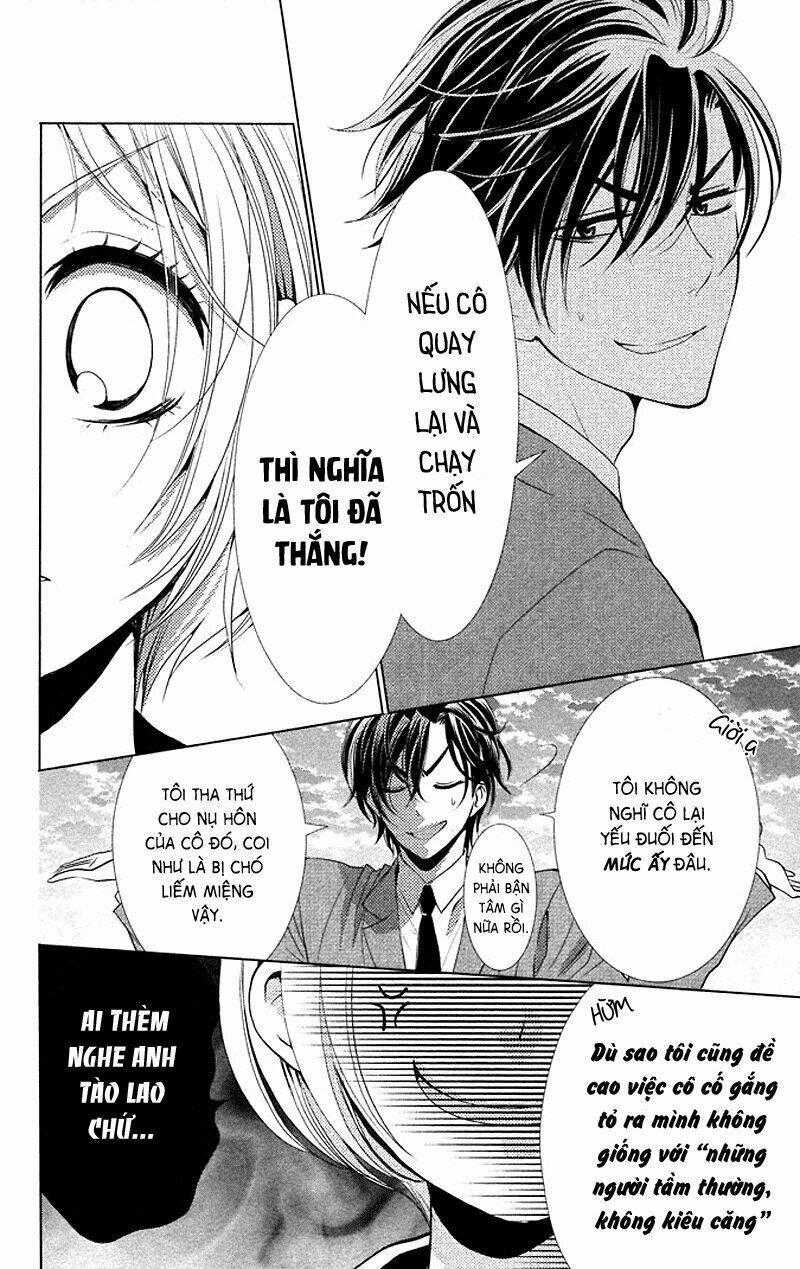 NẾU CÔ
QUAY
LƯNG
LẠI VÀ
CHẠY
TRỐN
THÌ NGHĨA
LÀ TÔI ĐÃ
THẮNG!
Giời ạ
TÔI KHÔNG
NGHĨ CÔ LẠI
YẾU ĐUỐI ĐẾN
MỨC ẤY ĐÂU.
KHÔNG
PHẢI BẬN
TÂM GÌ
NỮA RỒI.
TÔI THA THỨ
CHO NỤ HÔN
CỦA CÔ ĐÓ, COI
NHƯ LÀ BỊ CHÓ
LIẾM MIỆNG
VẬY.
HỪM
Dù sao tôi cũng đề
cao việc cô cố gắng
tỏ ra mình không
giống với “những
người tầm thường,
không kiêu căng”
AI THÈM
NGHE ANH
TÀO LAO
CHỨ...